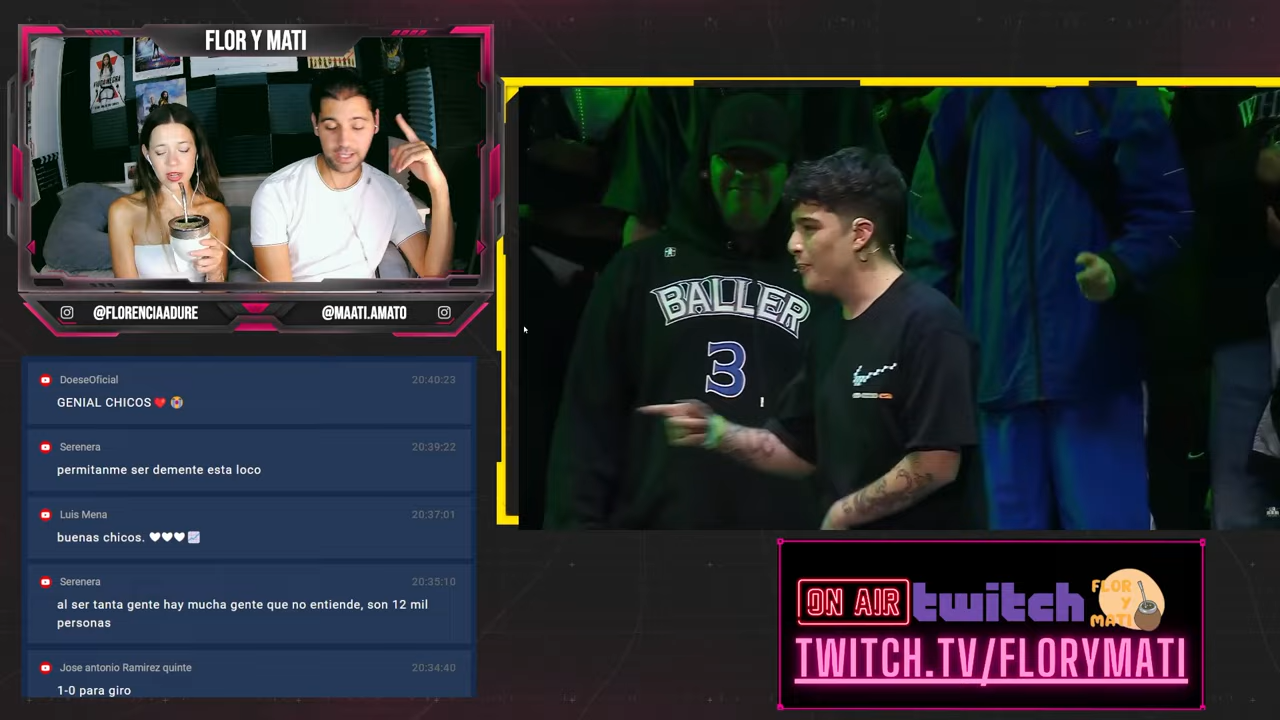 FLOR Y MATI
@FLORENCIAADURE
@MAATI.AMATO
DoeseOficial
20:40:23
GENIAL CHICOS❤️
Serenera
20:39:22
permitanme ser demente esta loco
Luis Mena
20:37:01
buenas chicos. 🤍🤍🤍📈
Serenera
20:35:10
al ser tanta gente hay mucha gente que no entiende, son 12 mil
personas
Jose antonio Ramirez quinte
20:34:40
1-0 para giro
BALLER
3
ON AIR
twitch
FLOR
Y
MATI
TWITCH.TV/FLORYMATI